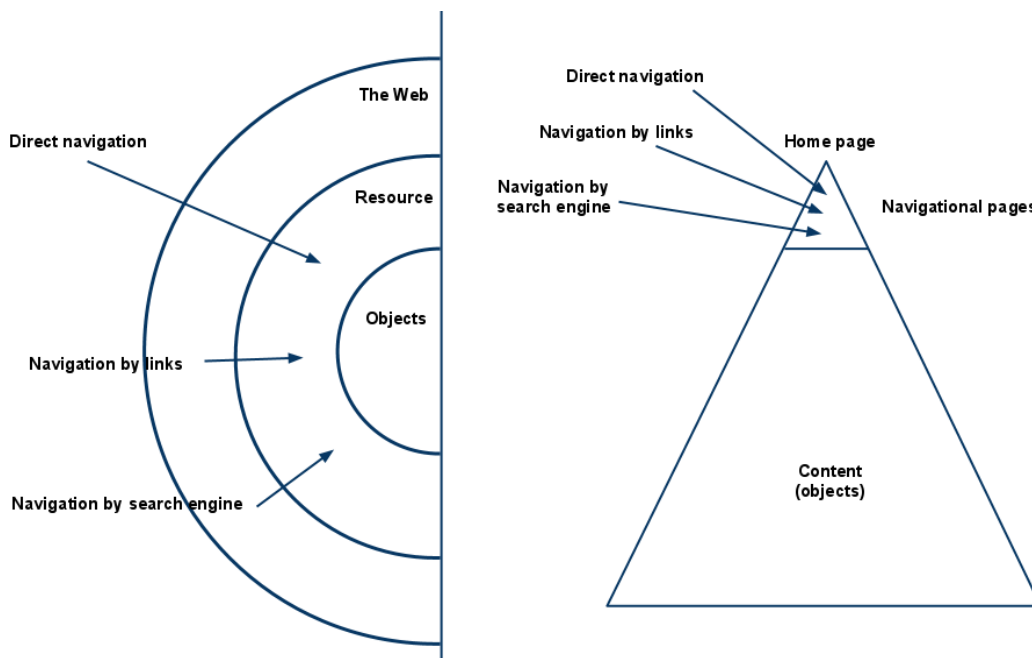 The Web
Direct navigation
Resource
Objects
Navigation by links
Navigation by search engine
Direct navigation
Navigation by links
Home page
Navigation by
search engine
Navigational pages
Content
(objects)